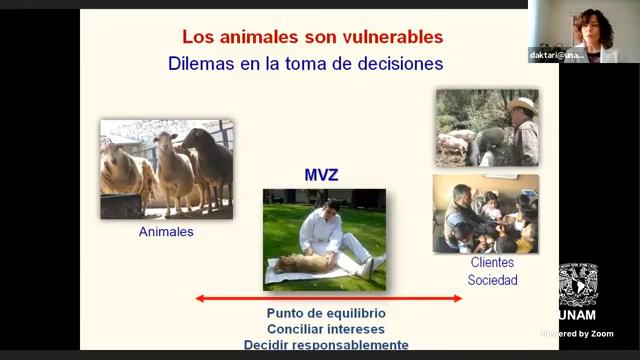 Los animales son vulnerables
Dilemas en la toma de decisiones
daktari@una...
MVZ
Animales
Clientes
Sociedad
Punto de equilibrio
Conciliar intereses
Decidir responsablemente
UNAM
Powered by Zoom